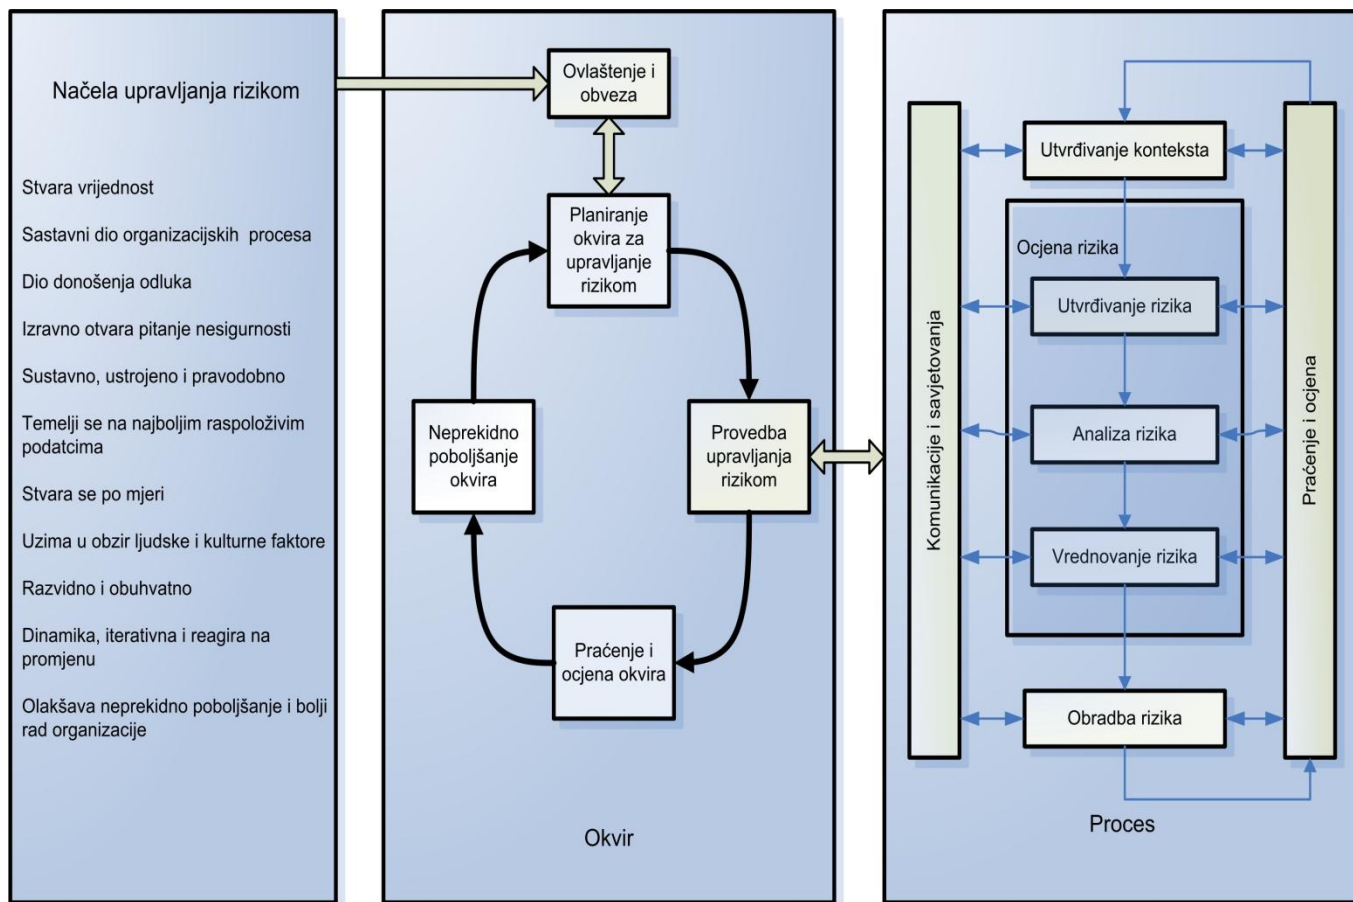 Načela upravljanja rizikom
Stvara vrijednost
Sastavni dio organizacijskih procesa
Dio donošenja odluka
Izravno otvara pitanje nesigurnosti
Sustavno, ustrojeno i pravodobno
Temelji se na najboljim raspoloživim
podatcima
Stvara se po mjeri
Uzima u obzir ljudske i kulturne faktore
Razvidno i obuhvatno
Dinamika, iterativna i reagira na
promjenu
Olakšava neprekidno poboljšanje i bolji
rad organizacije
Ovlaštenje i
obveza
Planiranje
okvira za
upravljanje
rizikom
Neprekidno
poboljšanje
okvira
Provedba
upravljanja
rizikom
Praćenje i
ocjena okvira
Okvir
Komunikacije i savjetovanja
Utvrđivanje konteksta
Ocjena rizika
Utvrđivanje rizika
Analiza rizika
Vrednovanje rizika
Obradba rizika
Praćenje i ocjena
Proces